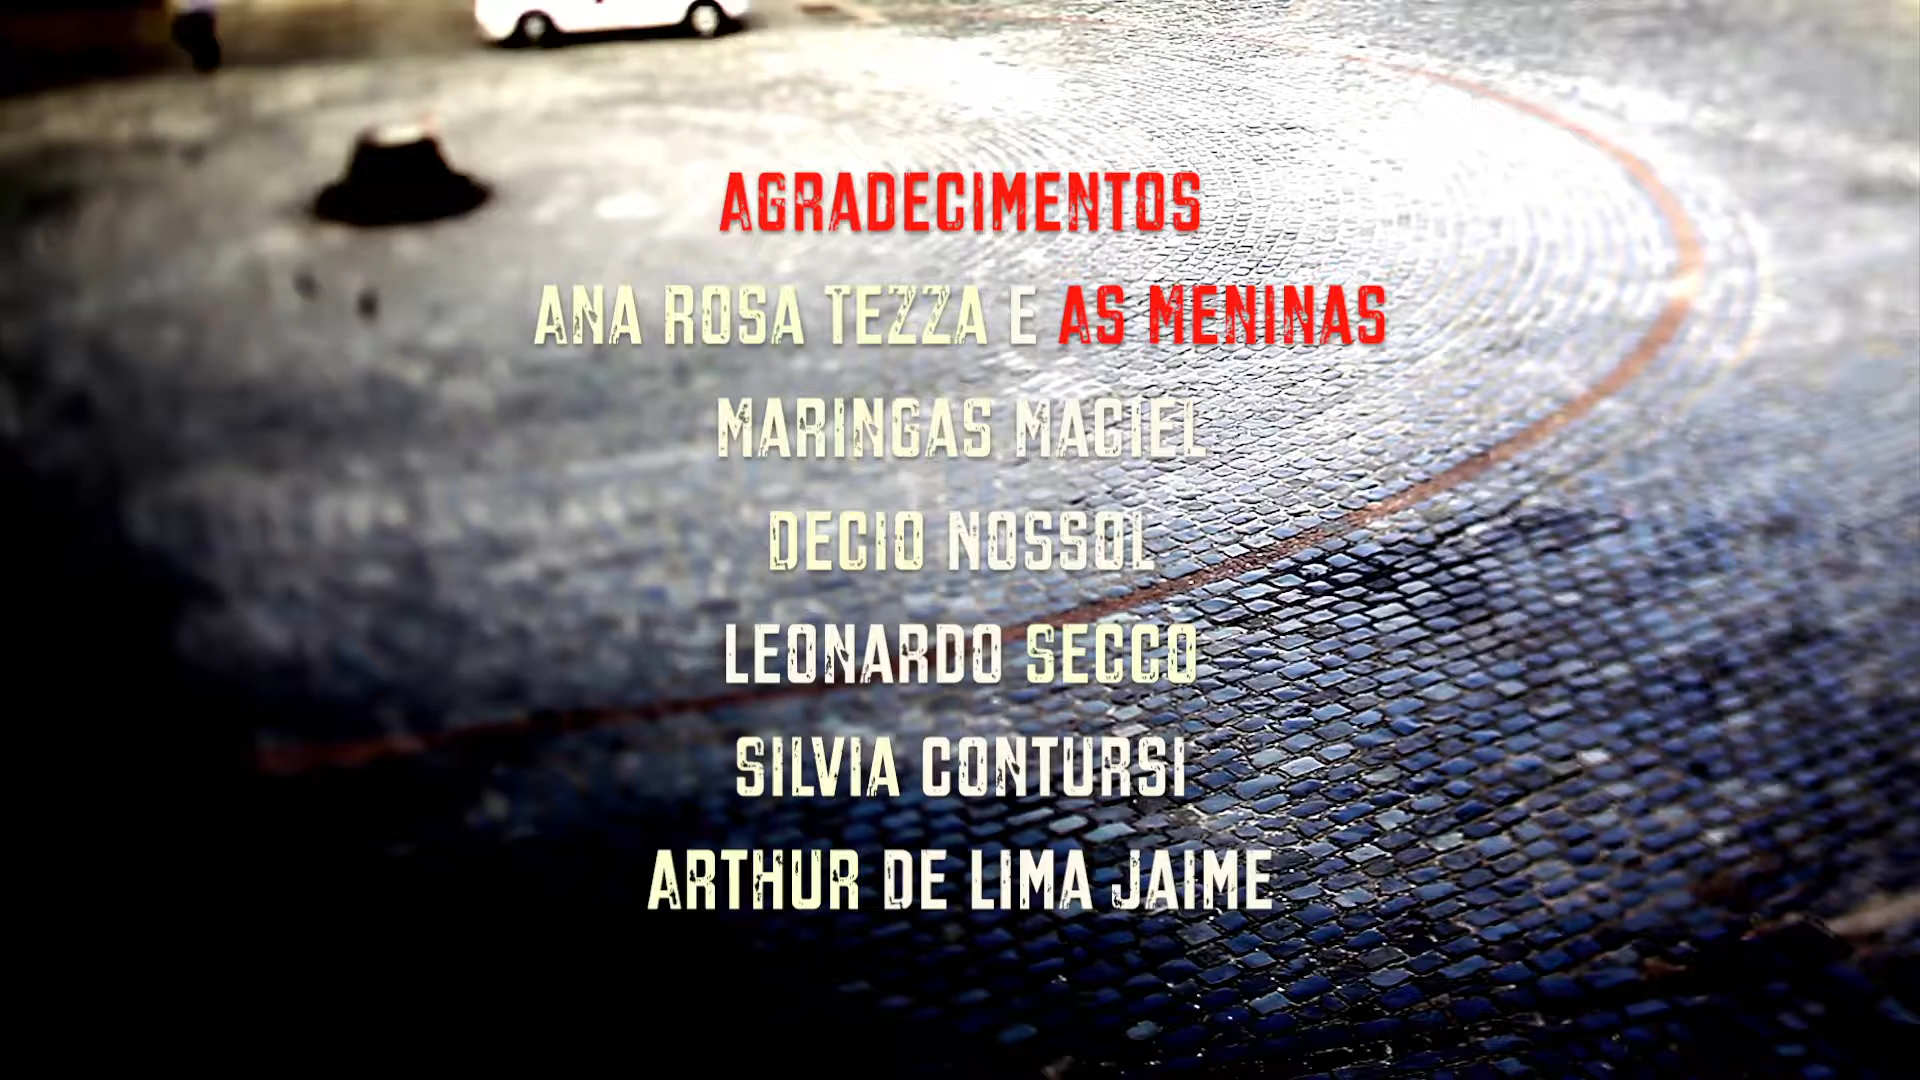 AGRADECIMENTOS
ANA ROSA TEZZA E AS MENINAS
MARINGAS MACIEL
DECIO NOSSOL
LEONARDO SECCO
SILVIA CONTURSI
ARTHUR DE LIMA JAIME